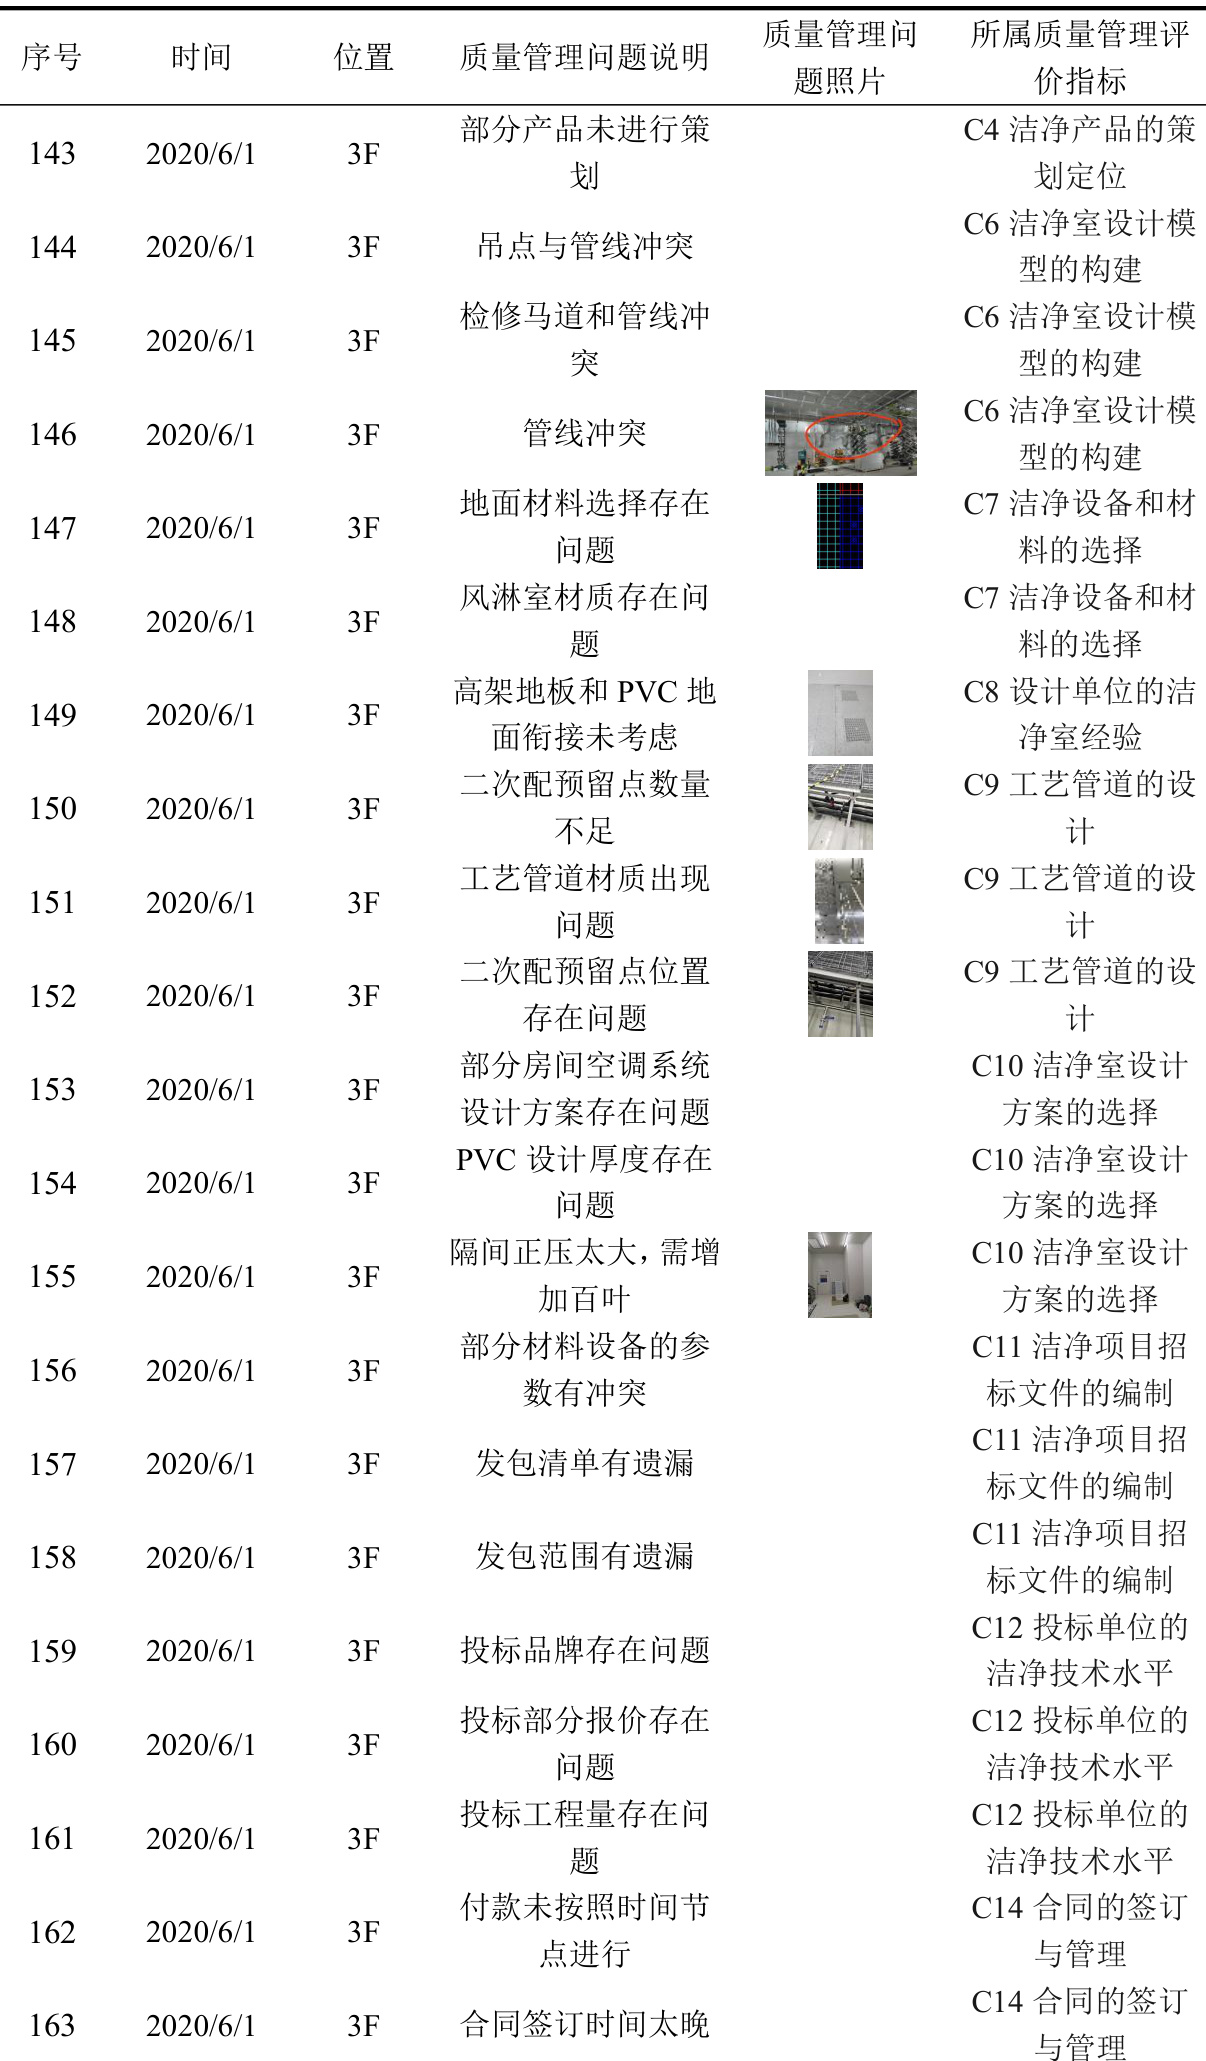 序号 时间 位置 质量管理问题说明 质量管理问 所属质量管理评
题照片 价指标
143 2020/6/1 3F 部分产品未进行策 C4 洁净产品的策
划 划定位
144 2020/6/1 3F 吊点与管线冲突 C6 洁净室设计模
型的构建
145 2020/6/1 3F 检修马道和管线冲 C6 洁净室设计模
突 型的构建
146 2020/6/1 3F 管线冲突 C6 洁净室设计模
型的构建
147 2020/6/1 3F 地面材料选择存在 C7 洁净设备和材
问题 料的选择
148 2020/6/1 3F 风淋室材质存在问 C7 洁净设备和材
题 料的选择
149 2020/6/1 3F 高架地板和 PVC 地 C8 设计单位的洁
面衔接未考虑 净室经验
150 2020/6/1 3F 二次配预留点数量 C9 工艺管道的设
不足 计
151 2020/6/1 3F 工艺管道材质出现 C9 工艺管道的设
问题 计
152 2020/6/1 3F 二次配预留点位置 C9 工艺管道的设
存在问题 计
153 2020/6/1 3F 部分房间空调系统 C10 洁净室设计
设计方案存在问题 方案的选择
154 2020/6/1 3F PVC 设计厚度存在 C10 洁净室设计
问题 方案的选择
155 2020/6/1 3F 隔间正压太大，需增 C10 洁净室设计
加百叶 方案的选择
156 2020/6/1 3F 部分材料设备的参 C11 洁净项目招
数有冲突 标文件的编制
157 2020/6/1 3F 发包清单有遗漏 C11 洁净项目招
标文件的编制
158 2020/6/1 3F 发包范围有遗漏 C11 洁净项目招
标文件的编制
159 2020/6/1 3F 投标品牌存在问题 C12 投标单位的
洁净技术水平
160 2020/6/1 3F 投标部分报价存在 C12 投标单位的
问题 洁净技术水平
161 2020/6/1 3F 投标工程量存在问 C12 投标单位的
题 洁净技术水平
162 2020/6/1 3F 付款未按照时间节 C14 合同的签订
点进行 与管理
163 2020/6/1 3F 合同签订时间太晚 C14 合同的签订
与管理